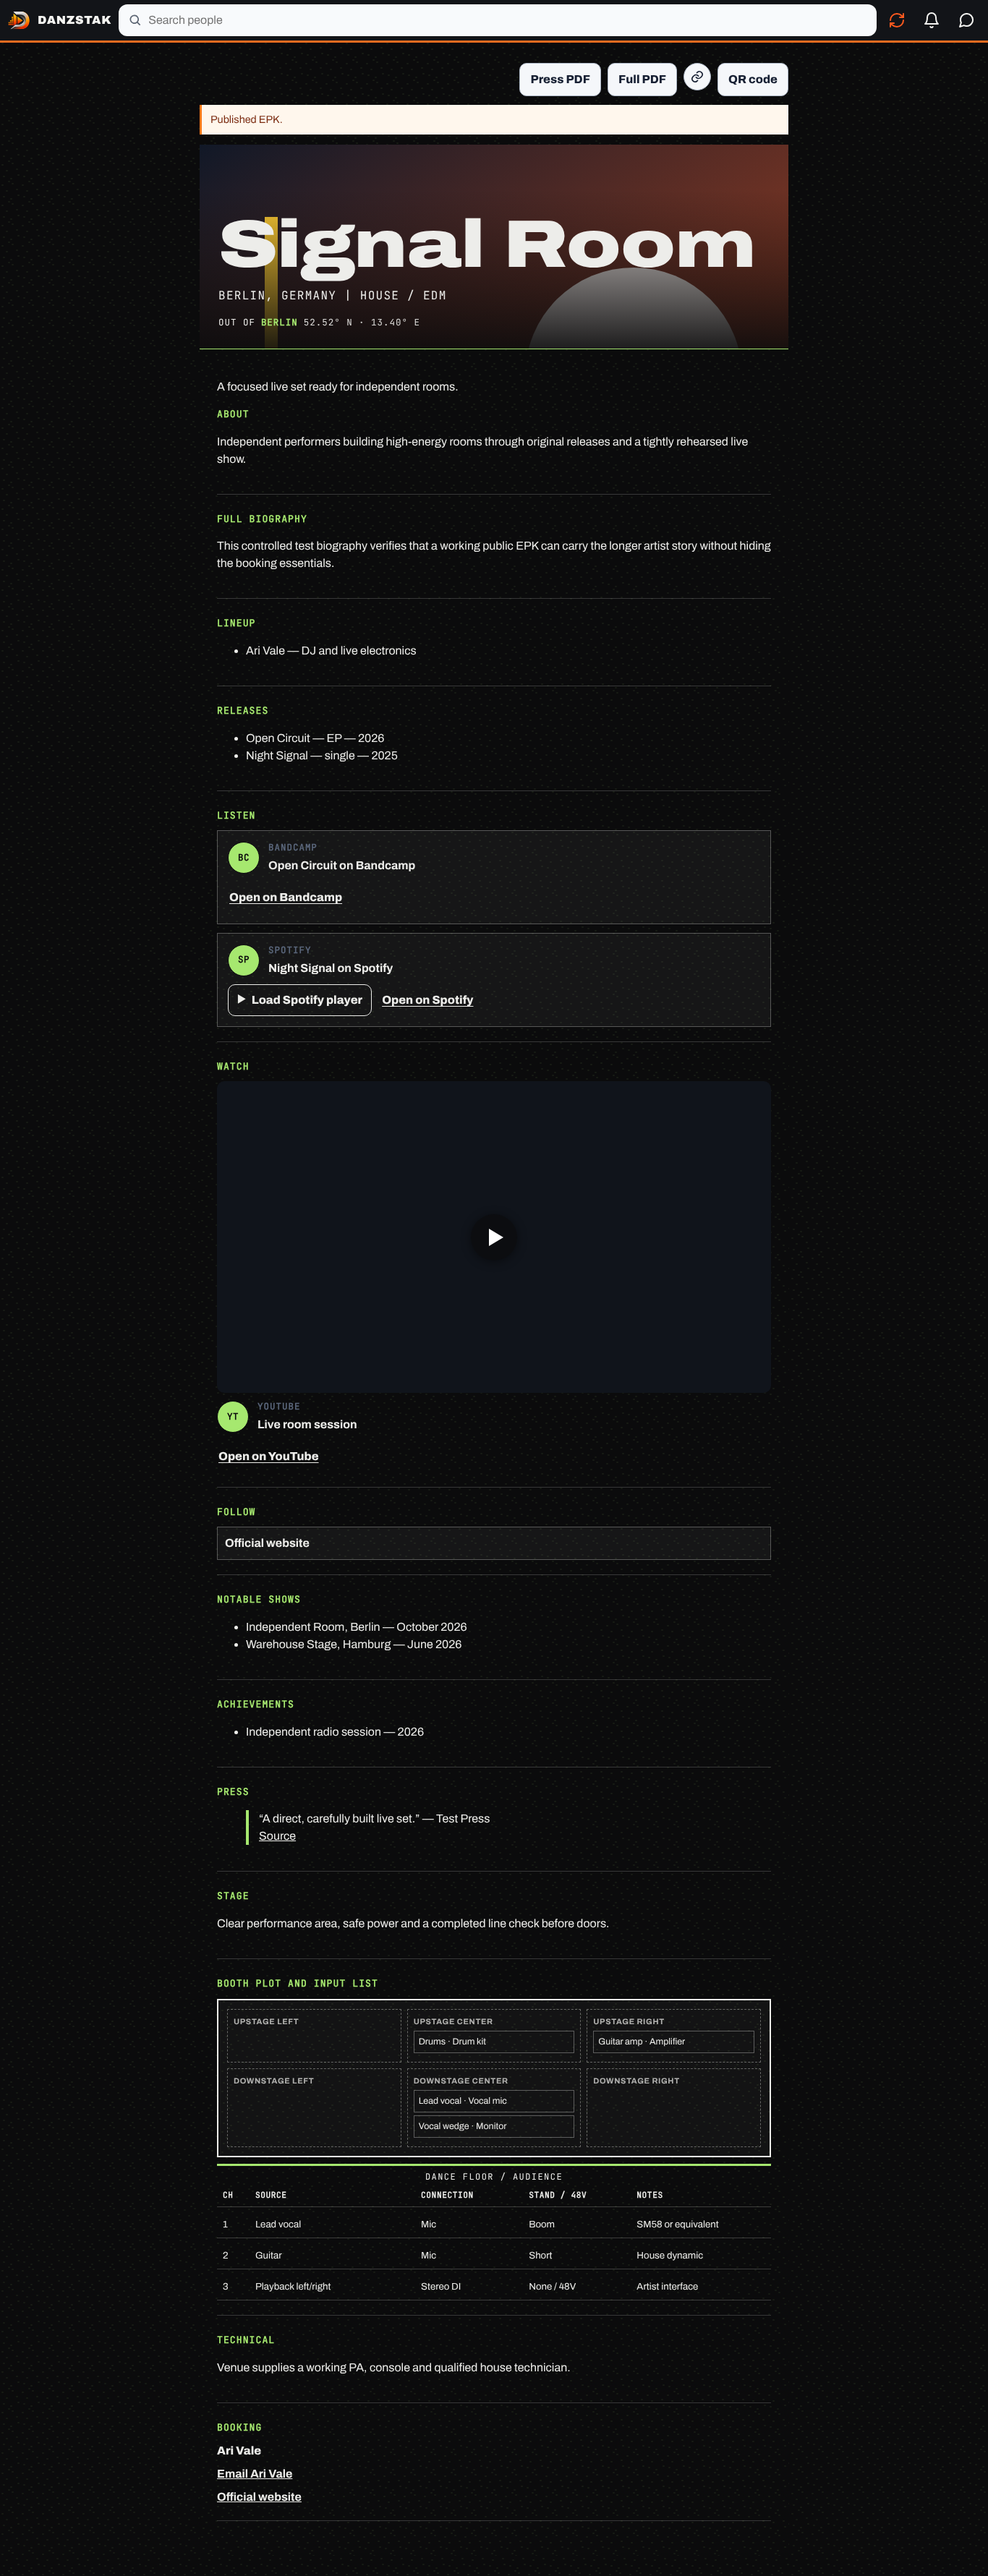 DANZSTAK
Search people
Press PDF
Full PDF
QR code
Published EPK.
Signal Room
BERLIN, GERMANY | HOUSE / EDM
OUT OF BERLIN 52.52° N · 13.40° E
A focused live set ready for independent rooms.
ABOUT
Independent performers building high-energy rooms through original releases and a tightly rehearsed live
show.
FULL BIOGRAPHY
This controlled test biography verifies that a working public EPK can carry the longer artist story without hiding
the booking essentials.
LINEUP
• Ari Vale — DJ and live electronics
RELEASES
• Open Circuit — EP — 2026
• Night Signal — single — 2025
LISTEN
BC
BANDCAMP
Open Circuit on Bandcamp
Open on Bandcamp
SP
SPOTIFY
Night Signal on Spotify
Load Spotify player
Open on Spotify
WATCH
YT
YOUTUBE
Live room session
Open on YouTube
FOLLOW
Official website
NOTABLE SHOWS
• Independent Room, Berlin — October 2026
• Warehouse Stage, Hamburg — June 2026
ACHIEVEMENTS
• Independent radio session — 2026
PRESS
“A direct, carefully built live set.” — Test Press
Source
STAGE
Clear performance area, safe power and a completed line check before doors.
BOOTH PLOT AND INPUT LIST
UPSTAGE LEFT
UPSTAGE CENTER
Drums · Drum kit
UPSTAGE RIGHT
Guitar amp · Amplifier
DOWNSTAGE LEFT
DOWNSTAGE CENTER
Lead vocal · Vocal mic
Vocal wedge · Monitor
DOWNSTAGE RIGHT
DANCE FLOOR / AUDIENCE
CH SOURCE CONNECTION STAND / 48V NOTES
1 Lead vocal Mic Boom SM58 or equivalent
2 Guitar Mic Short House dynamic
3 Playback left/right Stereo DI None / 48V Artist interface
TECHNICAL
Venue supplies a working PA, console and qualified house technician.
BOOKING
Ari Vale
Email Ari Vale
Official website